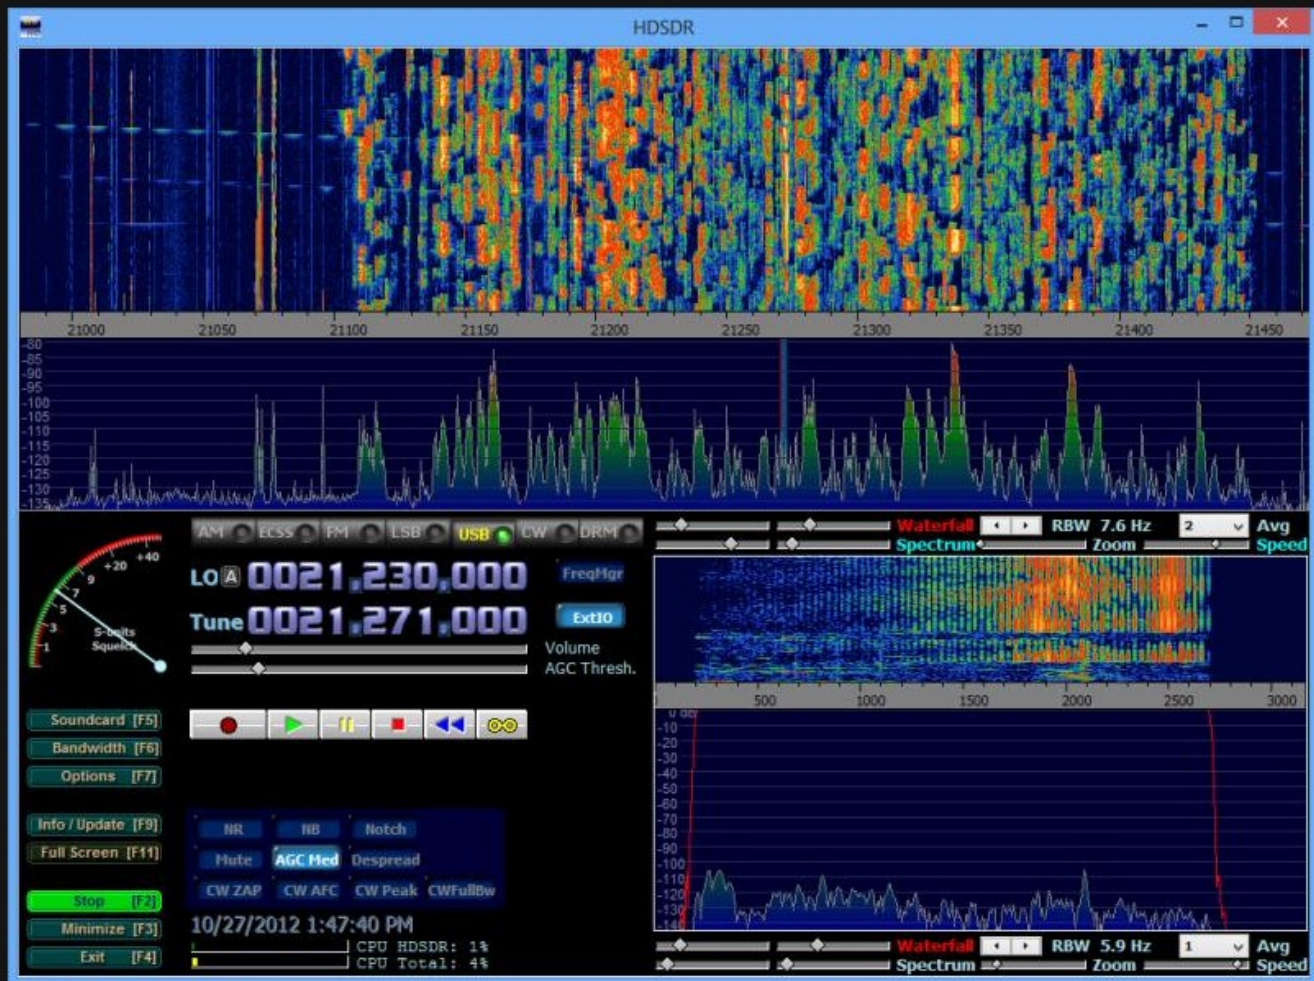 HDSDR
21000 21050 21100 21150 21200 21250 21300 21350 21400 21450
-80
-85
-90
-95
-100
-105
-110
-115
-120
-125
-130
-135
AM ECSS FM LSB USB CW DRM
Waterfall RBW 7.6 Hz 2 Avg
Spectrum Zoom Speed
1 3 5 7 9 +20 +40
S-units
Squelch
LO A 0021.230.000 FreqMgr
Tune 0021.271.000 ExtIO
Volume
AGC Thresh.
500 1000 1500 2000 2500 3000
0 dB
-10
-20
-30
-40
-50
-60
-70
-80
-90
-100
-110
-120
-130
-140
Soundcard [F5]
Bandwidth [F6]
Options [F7]
Info / Update [F9]
Full Screen [F11]
Stop [F2]
Minimize [F3]
Exit [F4]
NR NB Notch
Mute AGC Med Despread
CW ZAP CW AFC CW Peak CWFullBw
10/27/2012 1:47:40 PM
CPU HDSDR: 1%
CPU Total: 4%
Waterfall RBW 5.9 Hz 1 Avg
Spectrum Zoom Speed